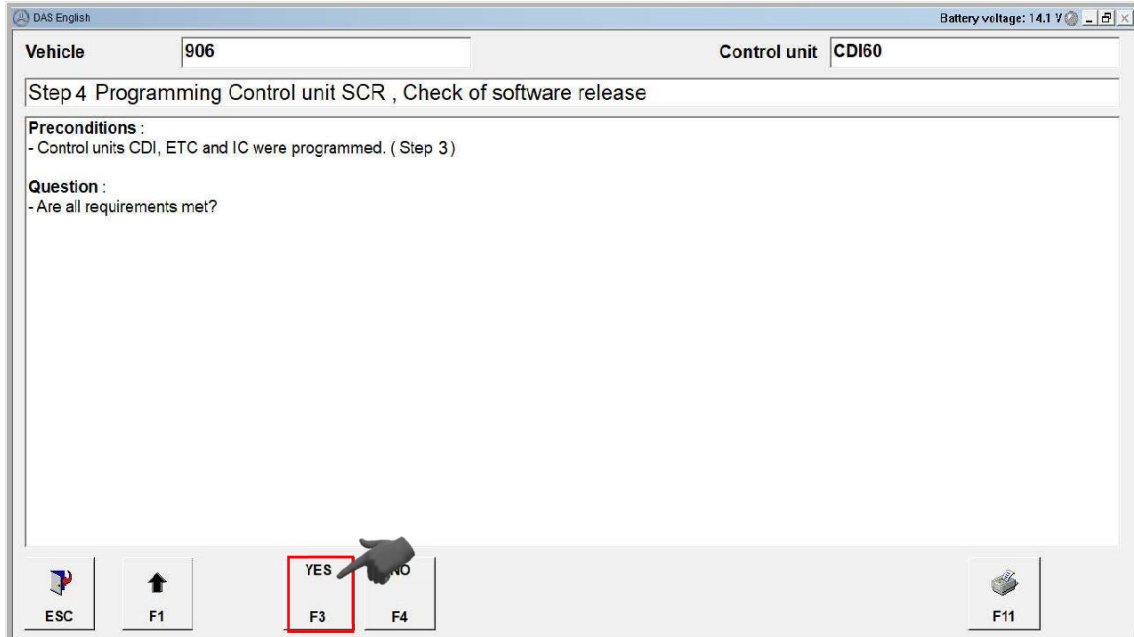 DAS English
Battery voltage: 14.1 V
Vehicle 906 Control unit CDI60
Step 4 Programming Control unit SCR , Check of software release
Preconditions :
- Control units CDI, ETC and IC were programmed. ( Step 3 )
Question :
- Are all requirements met?
YES NO
ESC F1 F3 F4 F11